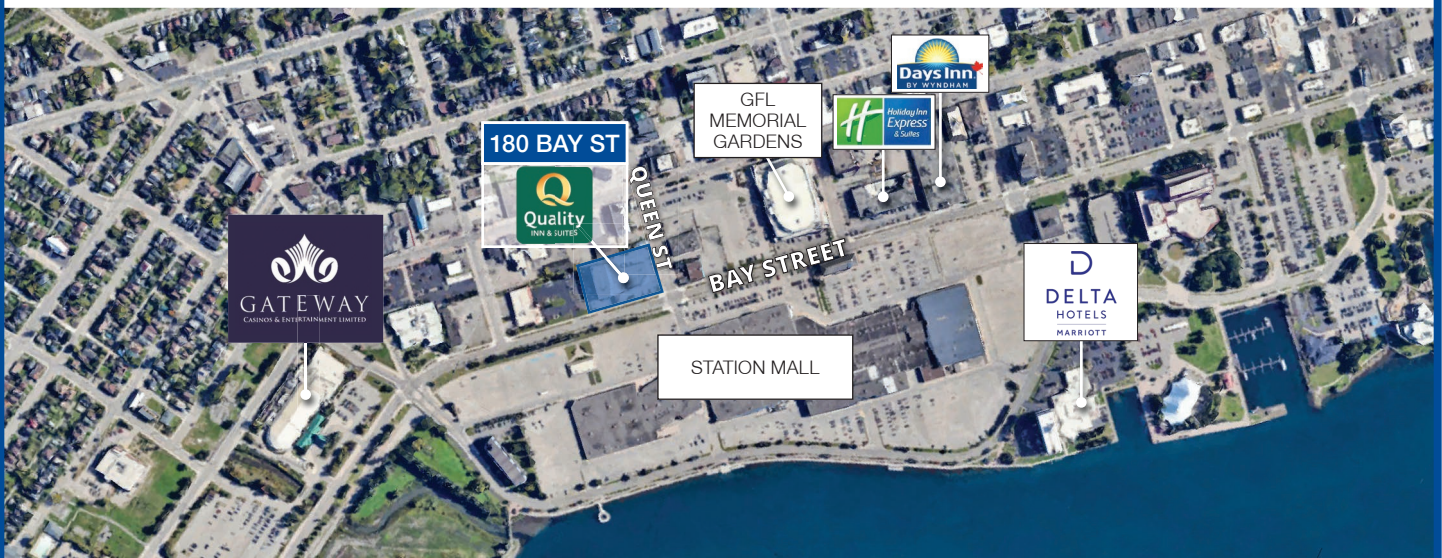 Days Inn
BY WYNDHAM
GFL
MEMORIAL
GARDENS
H
Holiday Inn
Express
& Suites
180 BAY ST
Q
Quality
INN & SUITES
QUEEN ST
BAY STREET
GATEWAY
CASINOS & ENTERTAINMENT LIMITED
D
DELTA
HOTELS
MARRIOTT
STATION MALL